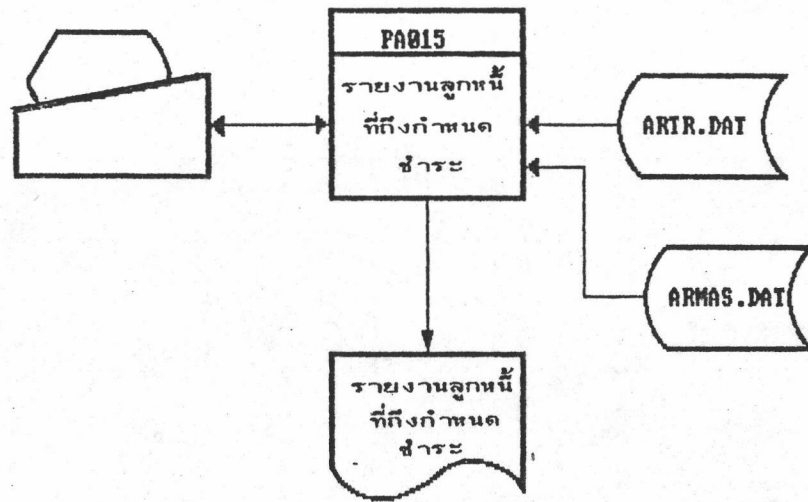 PA015
รายงานลูกหนี้
ที่ถึงกำหนด
ชำระ
ARTR.DAT
ARMAS.DAT
รายงานลูกหนี้
ที่ถึงกำหนด
ชำระ